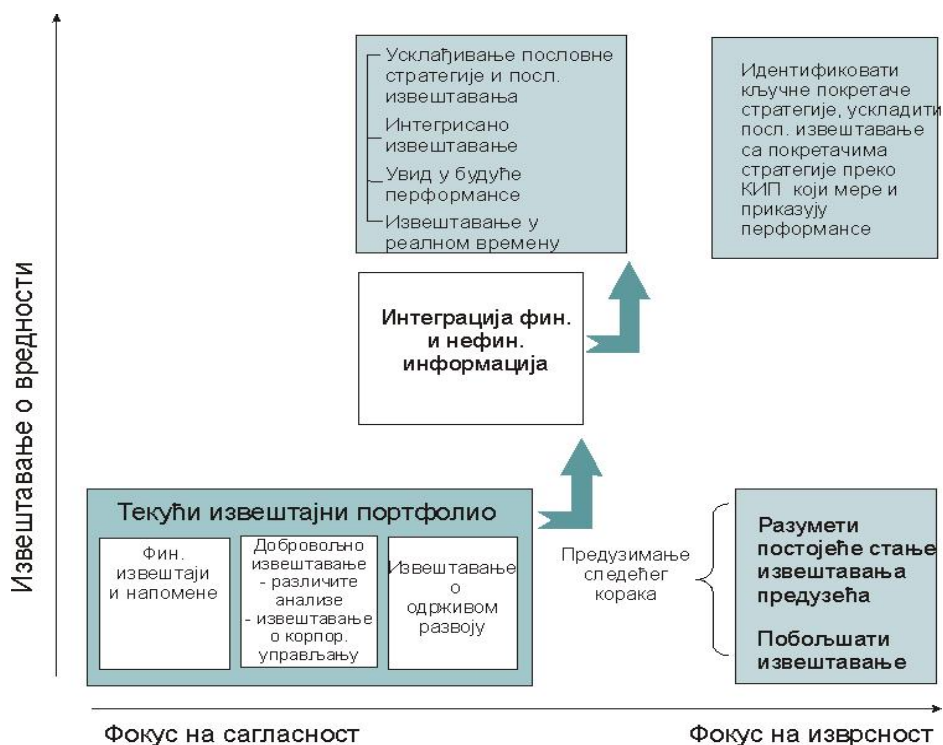 Извештавање о вредности
Усклађивање пословне
стратегије и посл.
извештавања
Интегрисано
извештавање
Увид у будуће
перформансе
Извештавање у
реалном времену
Идентификовати
кључне покретаче
стратегије, ускладити
посл. извештавање
са покретачима
стратегије преко
КИП који мере и
приказују
перформансе
Интеграција фин.
и нефин.
информација
Текући извештајни портфолио
Фин.
извештаји
и напомене
Добровољно
извештавање
- различите
анализе
- извештавање
о корпор.
управљању
Извештавање
о
одрживом
развоју
Предузимање
следећег
корака
Разумети
постојеће стање
извештавања
предузећа
Побољшати
извештавање
Фокус на сагласност
Фокус на изврсност